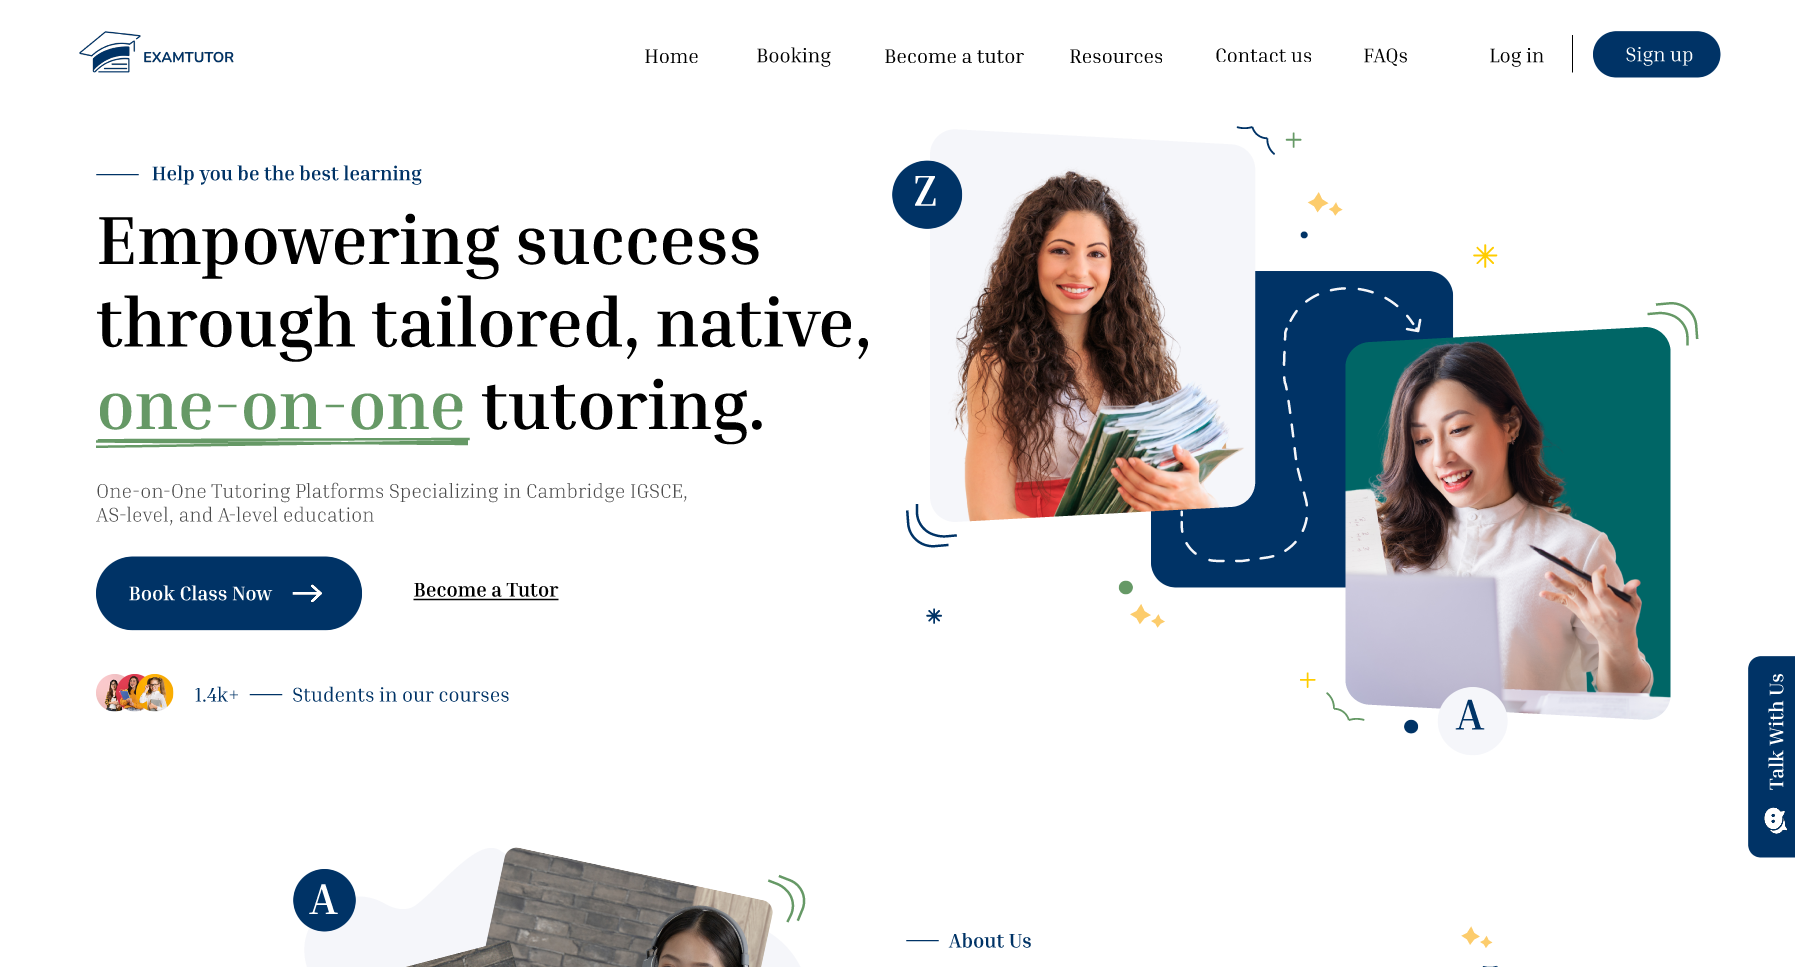 EXAMTUTOR
Home
Booking
Become a tutor
Resources
Contact us
FAQs
Log in
Sign up
Help you be the best learning
Empowering success
through tailored, native,
one-on-one tutoring.
One-on-One Tutoring Platforms Specializing in Cambridge IGSCE,
AS-level, and A-level education
Book Class Now
Become a Tutor
1.4k+
Students in our courses
Z
A
Talk With Us
A
About Us